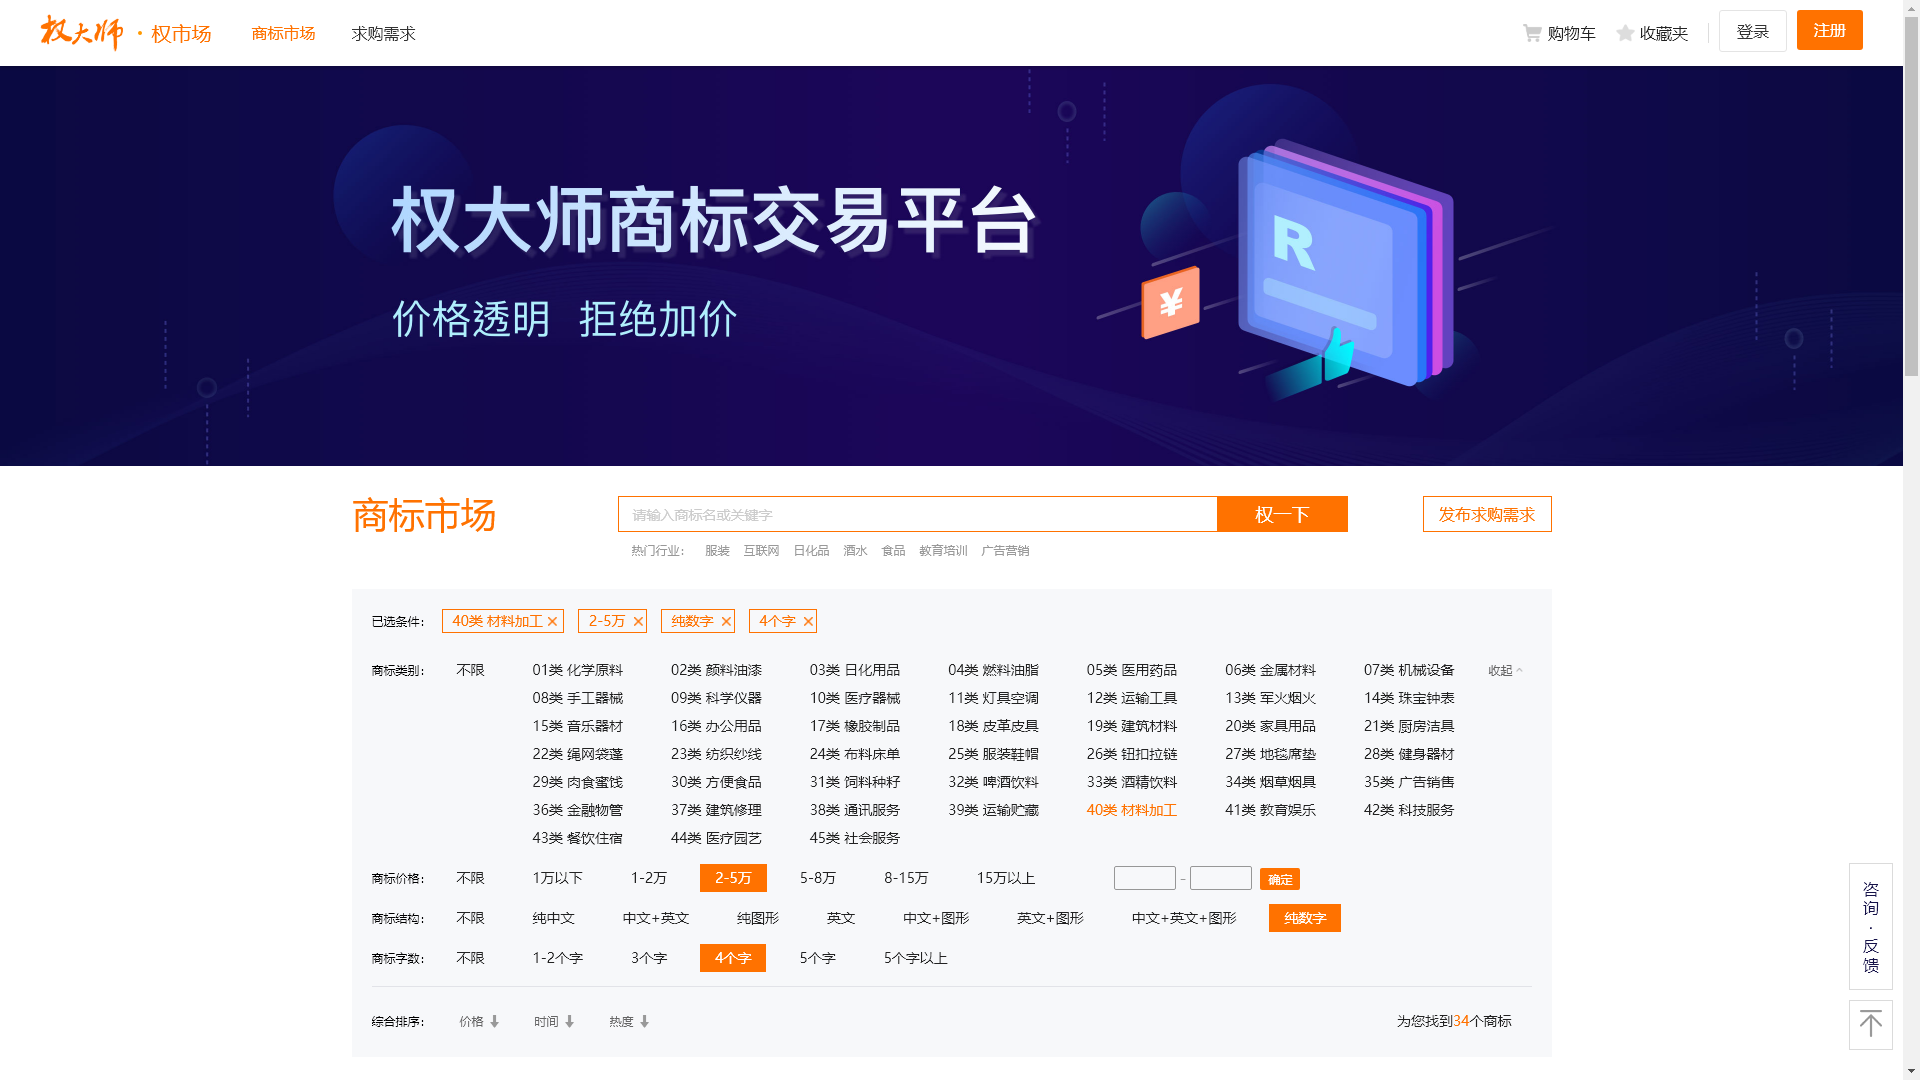 权大师 · 权市场 商标市场 求购需求 购物车 收藏夹 登录 注册
权大师商标交易平台
价格透明 拒绝加价
R
¥
商标市场 请输入商标名或关键字 权一下 发布求购需求
热门行业: 服装 互联网 日化品 酒水 食品 教育培训 广告营销
已选条件: 40类 材料加工 2-5万 纯数字 4个字
商标类别: 不限 01类 化学原料 02类 颜料油漆 03类 日化用品 04类 燃料油脂 05类 医用药品 06类 金属材料 07类 机械设备 收起
08类 手工器械 09类 科学仪器 10类 医疗器械 11类 灯具空调 12类 运输工具 13类 军火烟火 14类 珠宝钟表
15类 音乐器材 16类 办公用品 17类 橡胶制品 18类 皮革皮具 19类 建筑材料 20类 家具用品 21类 厨房洁具
22类 绳网袋蓬 23类 纺织纱线 24类 布料床单 25类 服装鞋帽 26类 钮扣拉链 27类 地毯席垫 28类 健身器材
29类 肉食蜜饯 30类 方便食品 31类 饲料种籽 32类 啤酒饮料 33类 酒精饮料 34类 烟草烟具 35类 广告销售
36类 金融物管 37类 建筑修理 38类 通讯服务 39类 运输贮藏 40类 材料加工 41类 教育娱乐 42类 科技服务
43类 餐饮住宿 44类 医疗园艺 45类 社会服务
商标价格: 不限 1万以下 1-2万 2-5万 5-8万 8-15万 15万以上 - 确定
商标结构: 不限 纯中文 中文+英文 纯图形 英文 中文+图形 英文+图形 中文+英文+图形 纯数字
商标字数: 不限 1-2个字 3个字 4个字 5个字 5个字以上
综合排序: 价格 时间 热度 为您找到34个商标
咨询·反馈